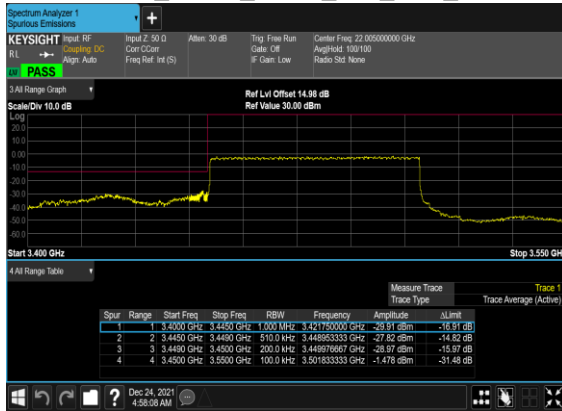 Spectrum Analyzer 1
Spurious Emissions
KEYSIGHT Input: RF Input Z: 50 Ω Atten: 30 dB Trig: Free Run Center Freq: 22.005000000 GHz
RL Coupling: DC Corr CCorr Gate: Off Avg|Hold: 100/100
Align: Auto Freq Ref: Int (S) IF Gain: Low Radio Std: None
PASS
3 All Range Graph
Ref Lvl Offset 14.98 dB
Scale/Div 10.0 dB Ref Value 30.00 dBm
Log
20.0
10.0
0.00
-10.0
-20.0
-30.0
-40.0
-50.0
-60.0
Start 3.400 GHz Stop 3.550 GHz
4 All Range Table
Measure Trace Trace 1
Trace Type Trace Average (Active)
Spur Range Start Freq Stop Freq RBW Frequency Amplitude ΔLimit
1 1 3.4000 GHz 3.4450 GHz 1.000 MHz 3.421750000 GHz -29.91 dBm -16.91 dB
2 2 3.4450 GHz 3.4490 GHz 510.0 kHz 3.448953333 GHz -27.82 dBm -14.82 dB
3 3 3.4490 GHz 3.4500 GHz 200.0 kHz 3.449976667 GHz -28.97 dBm -15.97 dB
4 4 3.4500 GHz 3.5500 GHz 100.0 kHz 3.501833333 GHz -1.478 dBm -31.48 dB
Dec 24, 2021
4:58:08 AM